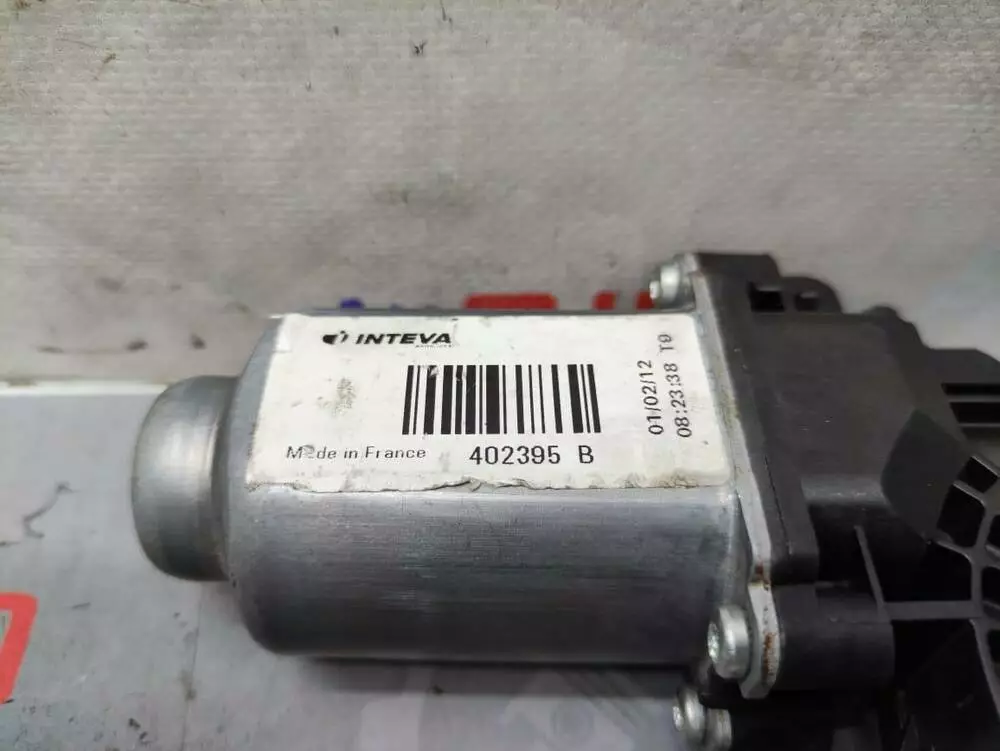 INTEVA
Made in France
402395 B
01/02/12
08:23:38 T9